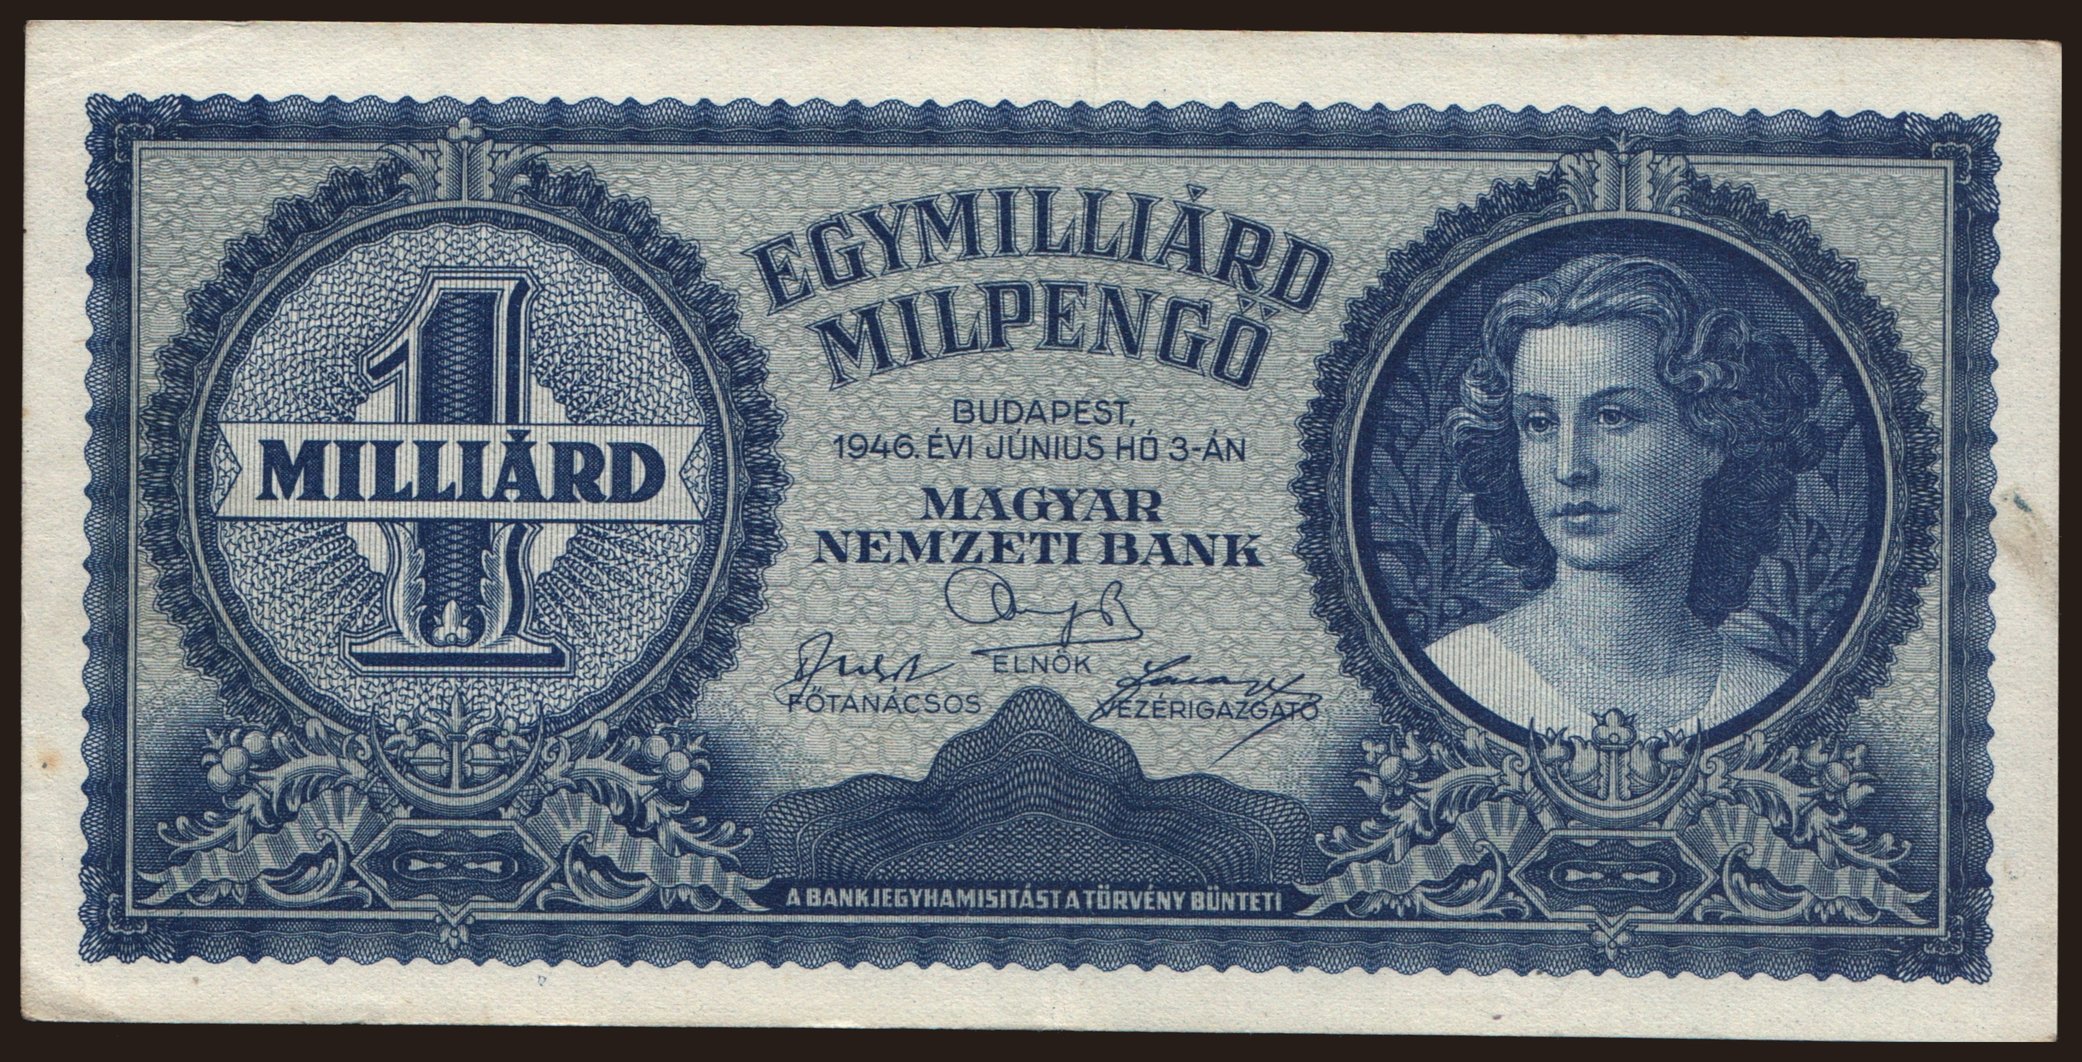 EGYMILLIÁRD
MILPENGŐ
1
MILLIÁRD
BUDAPEST,
1946. ÉVI JÚNIUS HÓ 3-ÁN
MAGYAR
NEMZETI BANK
ELNÖK
FŐTANÁCSOS
VEZÉRIGAZGATÓ
A BANKJEGYHAMISITÁST A TÖRVÉNY BÜNTETI